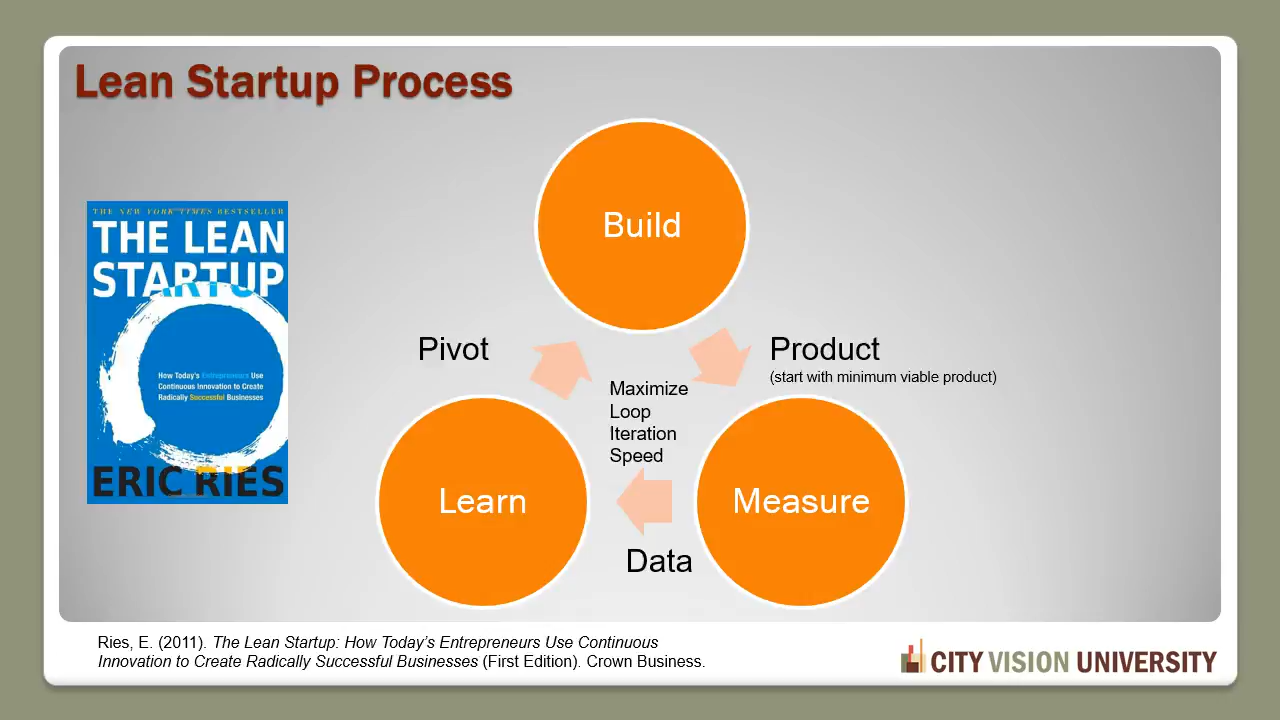 Lean Startup Process
THE NEW YORK TIMES BESTSELLER
THE LEAN
STARTUP
How Today's Entrepreneurs Use
Continuous Innovation to Create
Radically Successful Businesses
ERIC RIES
Build
Pivot
Product
(start with minimum viable product)
Maximize
Loop
Iteration
Speed
Learn
Measure
Data
Ries, E. (2011). The Lean Startup: How Today’s Entrepreneurs Use Continuous
Innovation to Create Radically Successful Businesses (First Edition). Crown Business.
CITY VISION UNIVERSITY